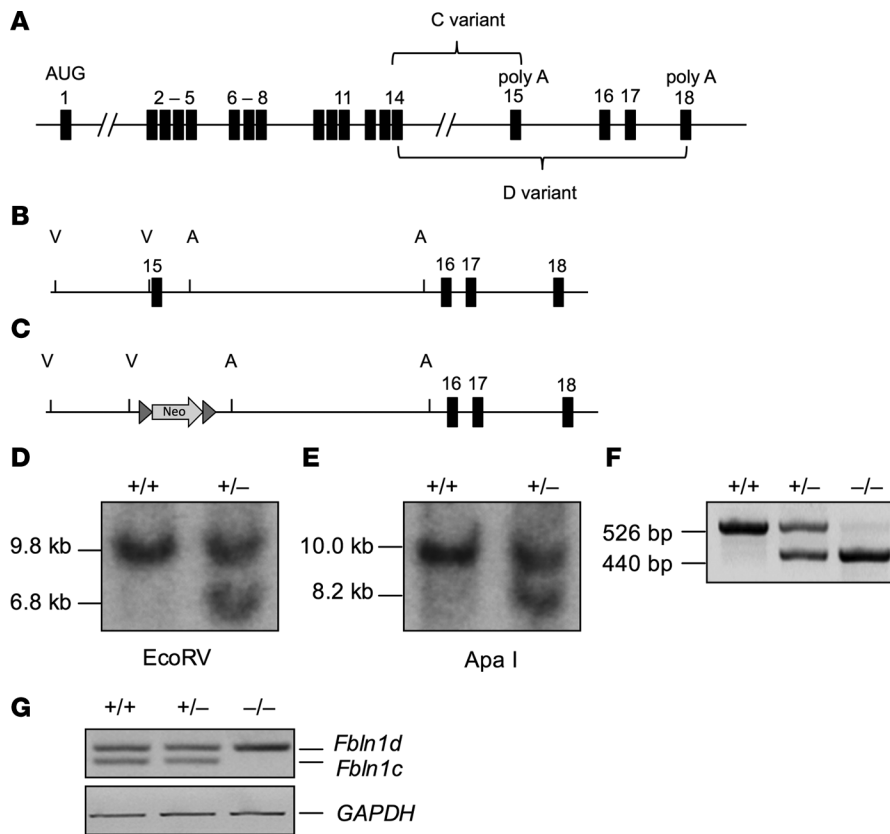 A
C variant
AUG
poly A
poly A
1
2 – 5
6 – 8
11
14
15
16
17
18
D variant
B
V
V
A
A
15
16
17
18
C
V
V
A
A
16
17
18
Neo
D
+/+
+/–
9.8 kb
6.8 kb
EcoRV
E
+/+
+/–
10.0 kb
8.2 kb
Apa I
F
+/+
+/–
–/–
526 bp
440 bp
G
+/+
+/–
–/–
Fbln1d
Fbln1c
GAPDH